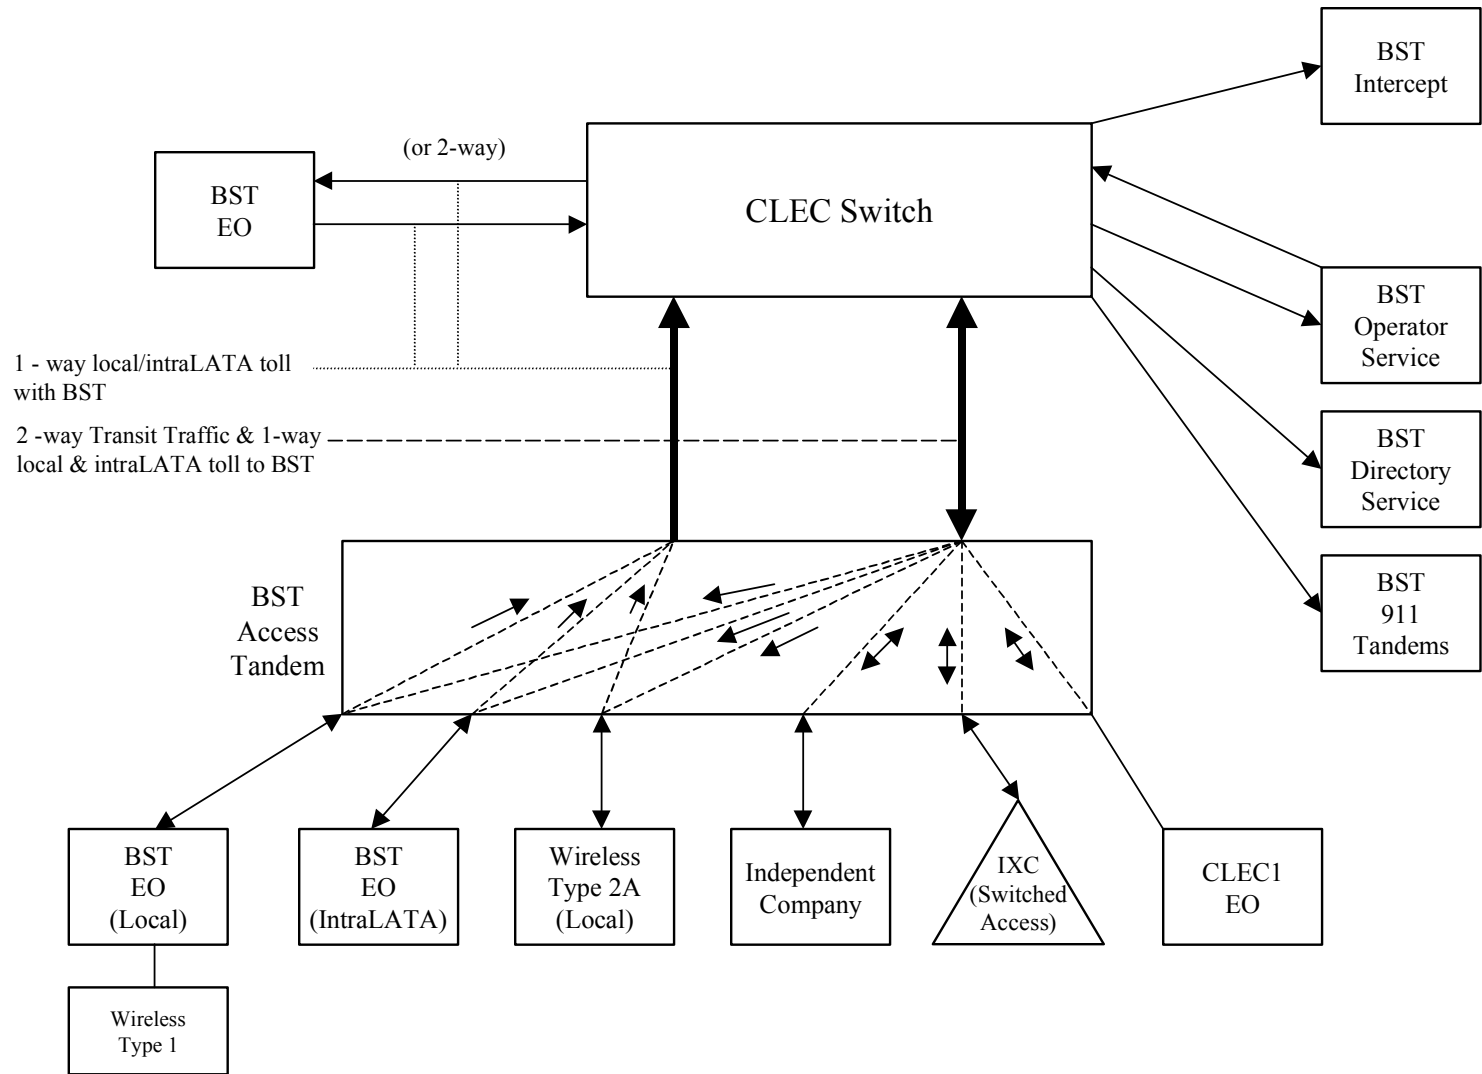 BST
Intercept
(or 2-way)
BST
EO
CLEC Switch
BST
Operator
Service
1 - way local/intraLATA toll
with BST
2 -way Transit Traffic & 1-way
local & intraLATA toll to BST
BST
Directory
Service
BST
Access
Tandem
BST
911
Tandems
BST
EO
(Local)
BST
EO
(IntraLATA)
Wireless
Type 2A
(Local)
Independent
Company
IXC
(Switched
Access)
CLEC1
EO
Wireless
Type 1